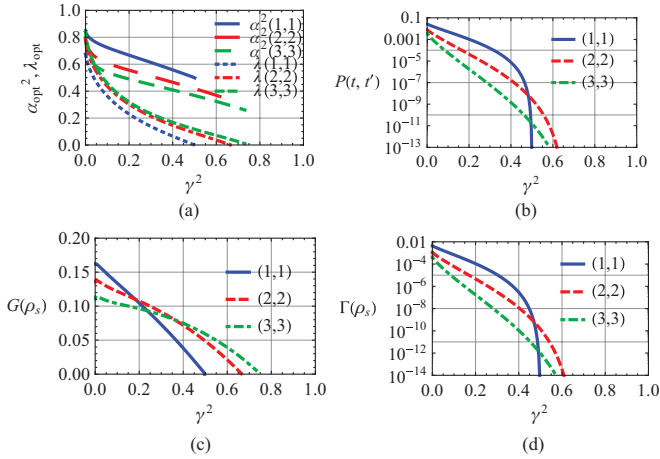 1.0
0.8
0.6
0.4
0.2
0.0
α_opt², λ_opt
α²(1,1)
α²(2,2)
α²(3,3)
λ(1,1)
λ(2,2)
λ(3,3)
0.0 0.2 0.4 0.6 0.8 1.0
γ²
(a)
0.1
0.001
10⁻⁵
10⁻⁷
10⁻⁹
10⁻¹¹
10⁻¹³
P(t, t′)
(1,1)
(2,2)
(3,3)
0.0 0.2 0.4 0.6 0.8 1.0
γ²
(b)
0.20
0.15
0.10
0.05
0.00
G(ρₛ)
(1,1)
(2,2)
(3,3)
0.0 0.2 0.4 0.6 0.8 1.0
γ²
(c)
0.01
10⁻⁴
10⁻⁶
10⁻⁸
10⁻¹⁰
10⁻¹²
10⁻¹⁴
Γ(ρₛ)
(1,1)
(2,2)
(3,3)
0.0 0.2 0.4 0.6 0.8 1.0
γ²
(d)